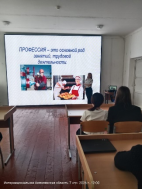 ПРОФЕССИЯ - это основной род
занятий, трудовой
деятельности.